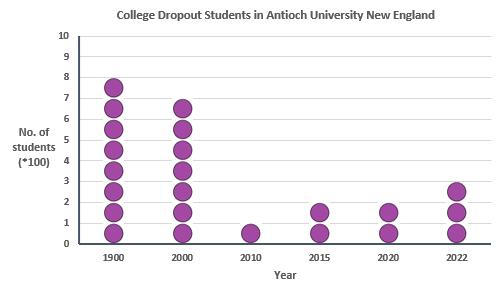 College Dropout Students in Antioch University New England
10
9
8
7
6
5
4
3
2
1
0
No. of
students
(*100)
1900 2000 2010 2015 2020 2022
Year